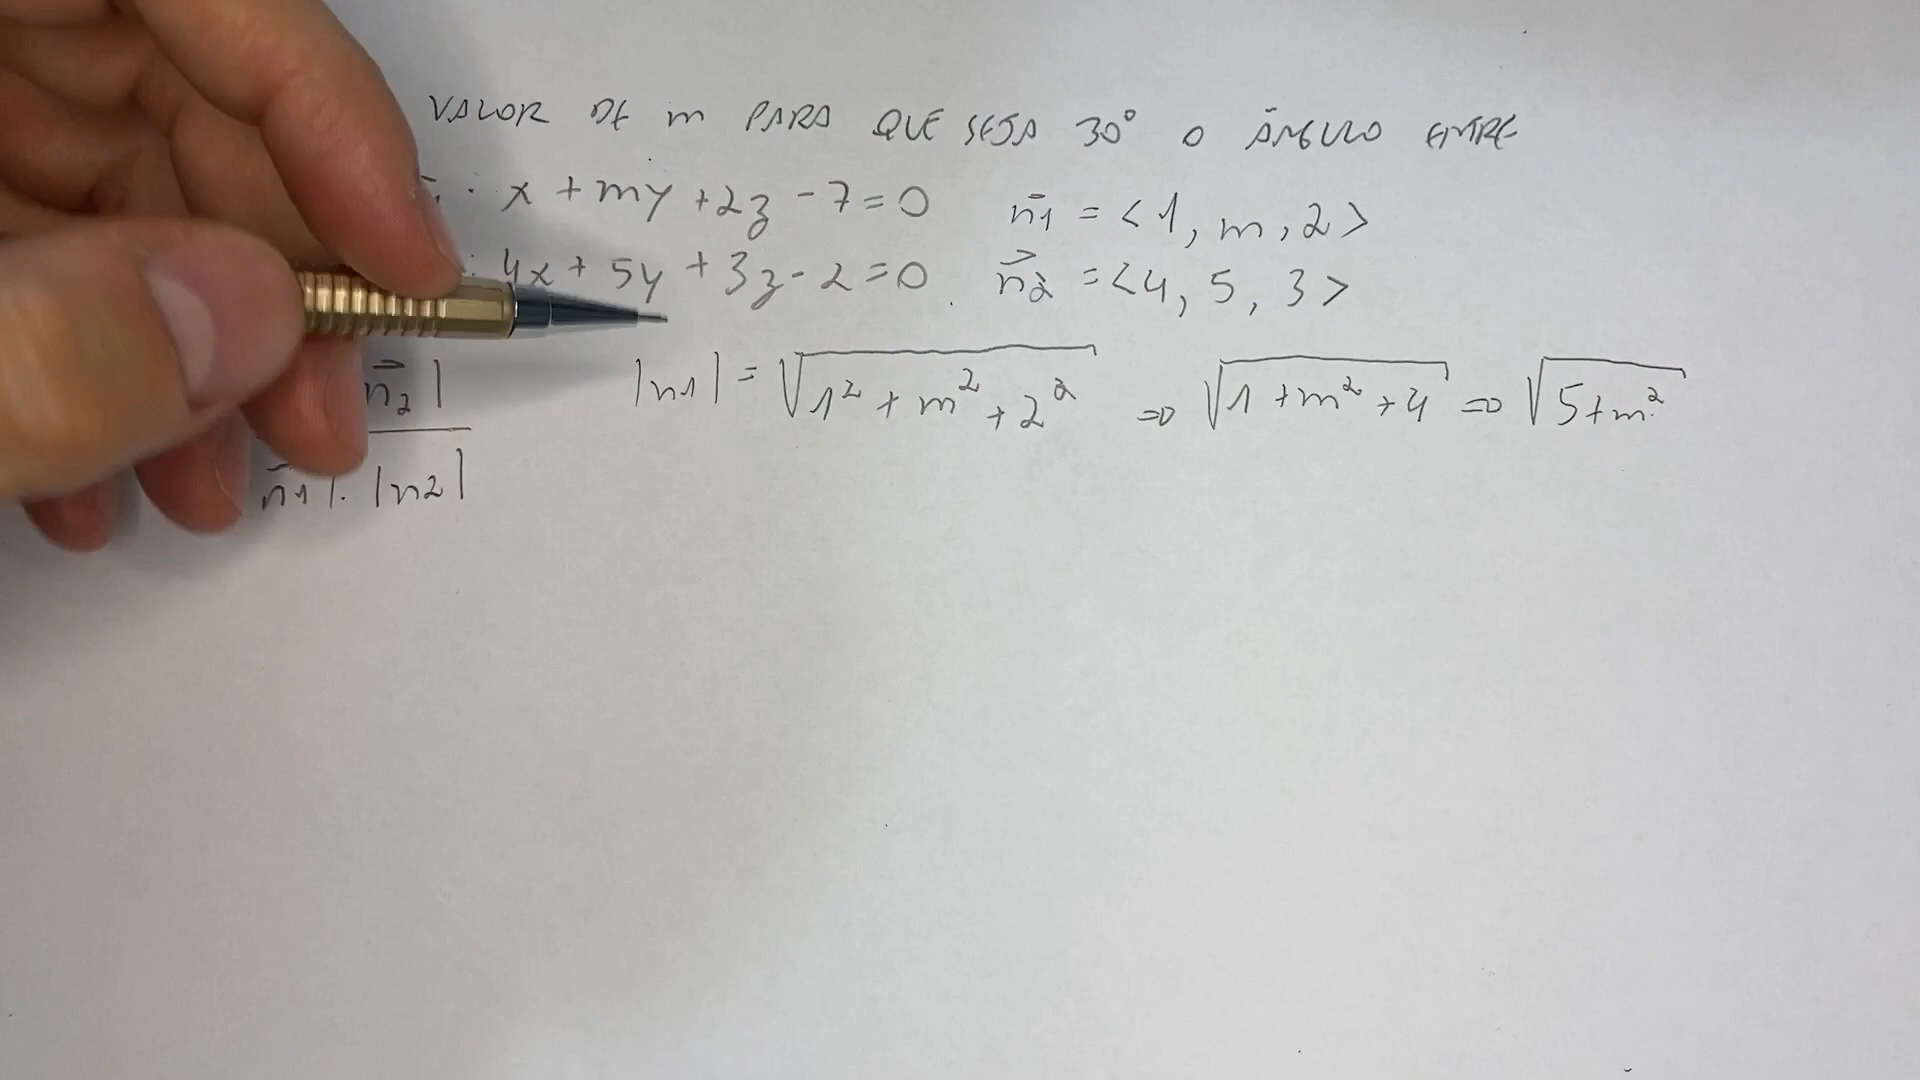 VALOR DE m PARA QUE SEJA 30° O ÂNGULO ENTRE
: x + my + 2z - 7 = 0 n1 = <1, m, 2>
: 4x + 5y + 3z - 2 = 0. n2 = <4, 5, 3>
n2| |n1| = √1² + m² + 2² => √1 + m² + 4 => √5 + m²
n1|. |n2|